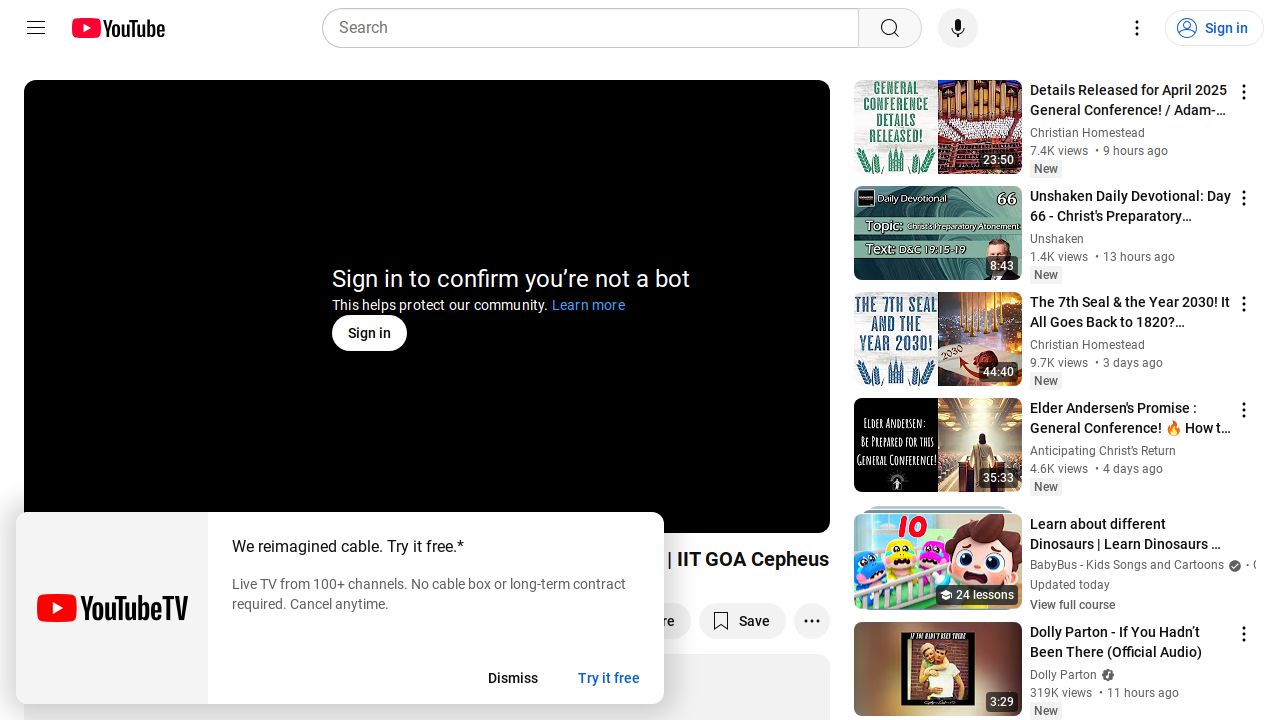 YouTube
Search
Sign in
Sign in to confirm you’re not a bot
This helps protect our community. Learn more
Sign in
| IIT GOA Cepheus
re
Save
We reimagined cable. Try it free.*
Live TV from 100+ channels. No cable box or long-term contract
required. Cancel anytime.
YouTubeTV
Dismiss
Try it free
GENERAL
CONFERENCE
DETAILS
RELEASED!
23:50
Details Released for April 2025
General Conference! / Adam-…
Christian Homestead
7.4K views • 9 hours ago
New
Daily Devotional
66
Topic: Christ's Preparatory Atonement
Text: D&C 19:15-19
8:43
Unshaken Daily Devotional: Day
66 - Christ's Preparatory…
Unshaken
1.4K views • 13 hours ago
New
THE 7TH SEAL
AND THE
YEAR 2030!
2030
44:40
The 7th Seal & the Year 2030! It
All Goes Back to 1820?…
Christian Homestead
9.7K views • 3 days ago
New
Elder Andersen:
Be Prepared for this
General Conference!
35:33
Elder Andersen's Promise :
General Conference! 🔥 How t…
Anticipating Christ’s Return
4.6K views • 4 days ago
New
10
24 lessons
Learn about different
Dinosaurs | Learn Dinosaurs …
BabyBus - Kids Songs and Cartoons •
Updated today
View full course
IF YOU HADN'T BEEN THERE
3:29
Dolly Parton - If You Hadn’t
Been There (Official Audio)
Dolly Parton
319K views • 11 hours ago
New